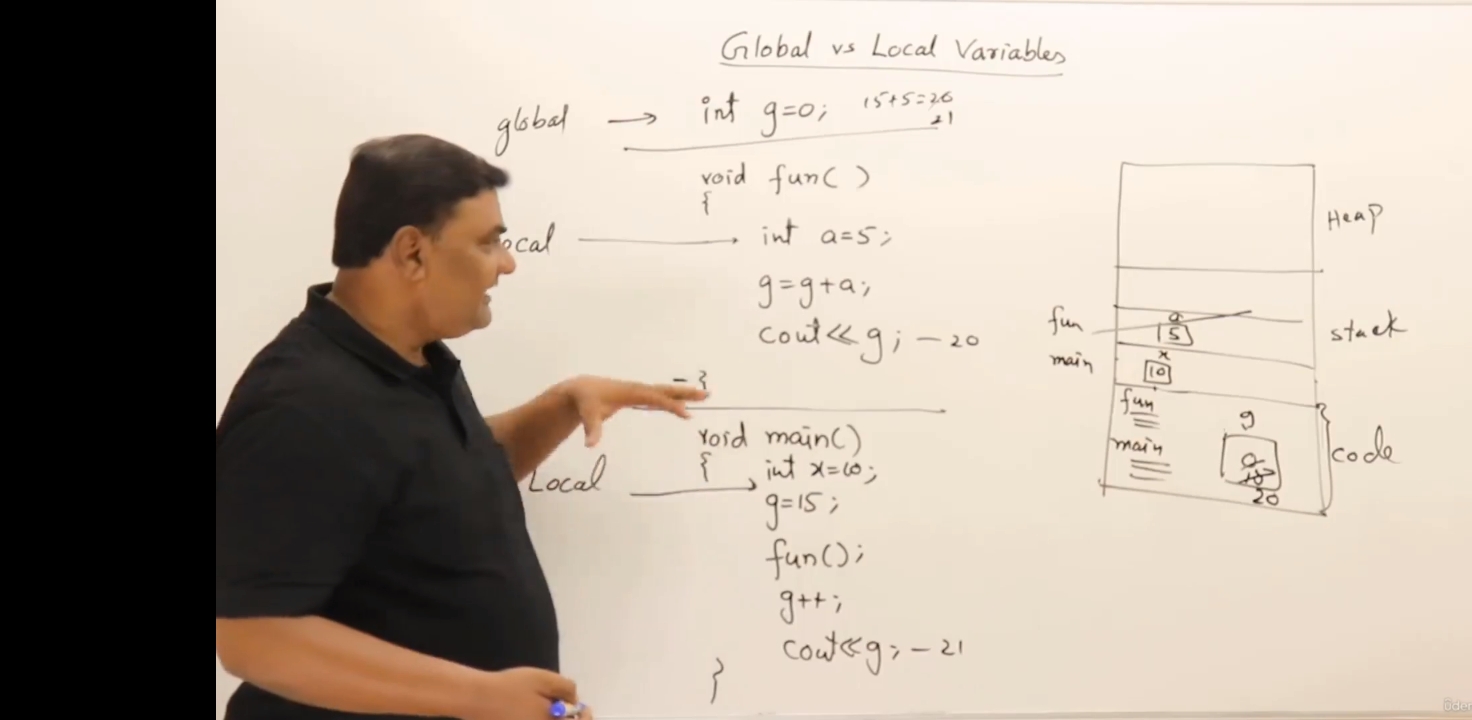 Global vs Local Variables
global → int g=0; 15+5=20
21
void fun( )
{
ocal → int a=5;
g=g+a;
cout<<g; - 20
}
void main()
{
Local → int x=10;
g=15;
fun();
g++;
cout<<g; - 21
}
Heap
stack
fun
a
5
main
x
10
fun
main
g
0
15
20
code